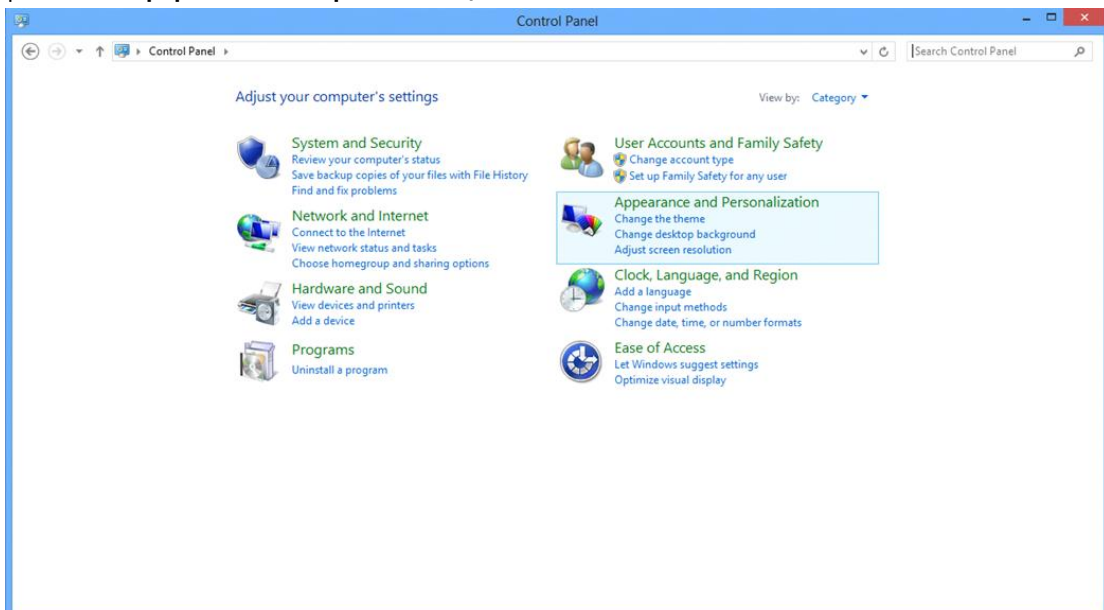 Control Panel
Control Panel
Search Control Panel
Adjust your computer's settings
View by: Category
System and Security
Review your computer's status
Save backup copies of your files with File History
Find and fix problems
Network and Internet
Connect to the Internet
View network status and tasks
Choose homegroup and sharing options
Hardware and Sound
View devices and printers
Add a device
Programs
Uninstall a program
User Accounts and Family Safety
Change account type
Set up Family Safety for any user
Appearance and Personalization
Change the theme
Change desktop background
Adjust screen resolution
Clock, Language, and Region
Add a language
Change input methods
Change date, time, or number formats
Ease of Access
Let Windows suggest settings
Optimize visual display